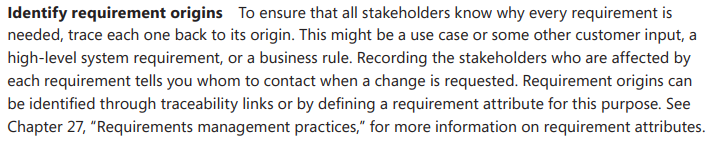 Identify requirement origins To ensure that all stakeholders know why every requirement is
needed, trace each one back to its origin. This might be a use case or some other customer input, a
high-level system requirement, or a business rule. Recording the stakeholders who are affected by
each requirement tells you whom to contact when a change is requested. Requirement origins can
be identified through traceability links or by defining a requirement attribute for this purpose. See
Chapter 27, “Requirements management practices,” for more information on requirement attributes.